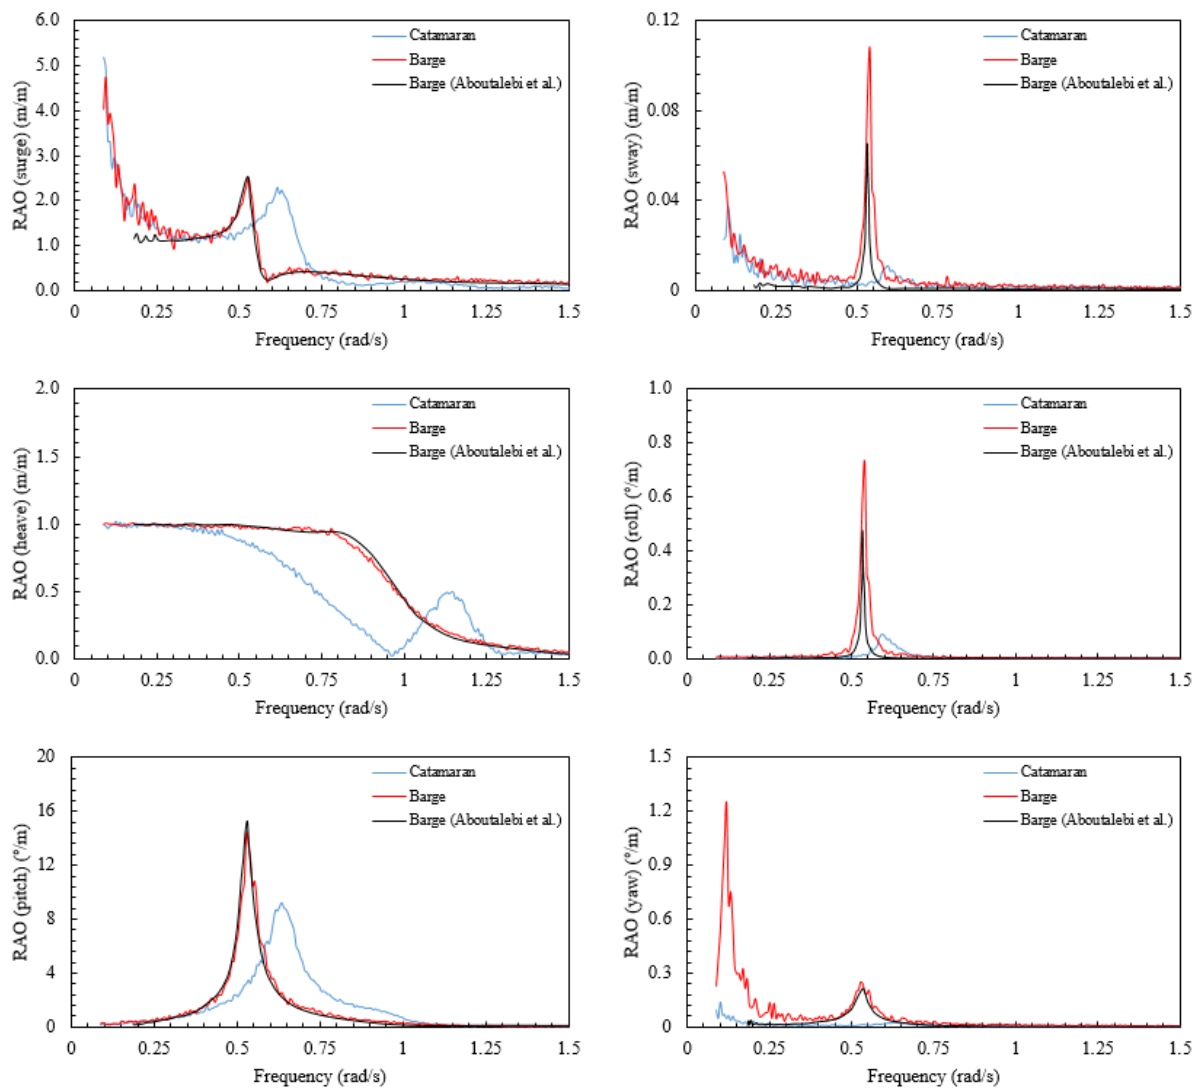 RAO (surge) (m/m)
6.0
5.0
4.0
3.0
2.0
1.0
0.0
Catamaran
Barge
Barge (Aboutalebi et al.)
0 0.25 0.5 0.75 1 1.25 1.5
Frequency (rad/s)
RAO (sway) (m/m)
0.12
0.08
0.04
0
Catamaran
Barge
Barge (Aboutalebi et al.)
0 0.25 0.5 0.75 1 1.25 1.5
Frequency (rad/s)
RAO (heave) (m/m)
2.0
1.5
1.0
0.5
0.0
Catamaran
Barge
Barge (Aboutalebi et al.)
0 0.25 0.5 0.75 1 1.25 1.5
Frequency (rad/s)
RAO (roll) (°/m)
1.0
0.8
0.6
0.4
0.2
0.0
Catamaran
Barge
Barge (Aboutalebi et al.)
0 0.25 0.5 0.75 1 1.25 1.5
Frequency (rad/s)
RAO (pitch) (°/m)
20
16
12
8
4
0
Catamaran
Barge
Barge (Aboutalebi et al.)
0 0.25 0.5 0.75 1 1.25 1.5
Frequency (rad/s)
RAO (yaw) (°/m)
1.5
1.2
0.9
0.6
0.3
0
Catamaran
Barge
Barge (Aboutalebi et al.)
0 0.25 0.5 0.75 1 1.25 1.5
Frequency (rad/s)